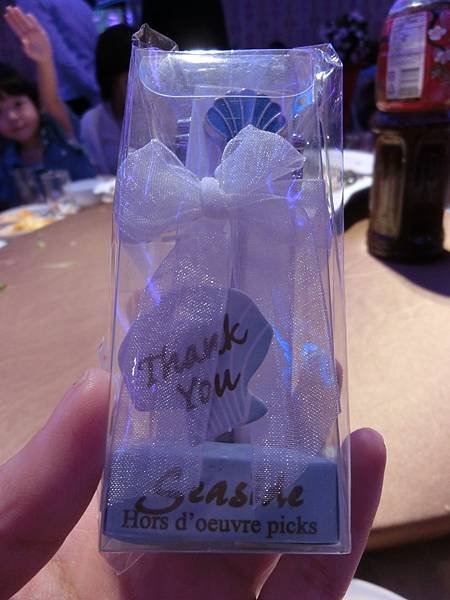 Thank
You
Seaside
Hors d'oeuvre picks